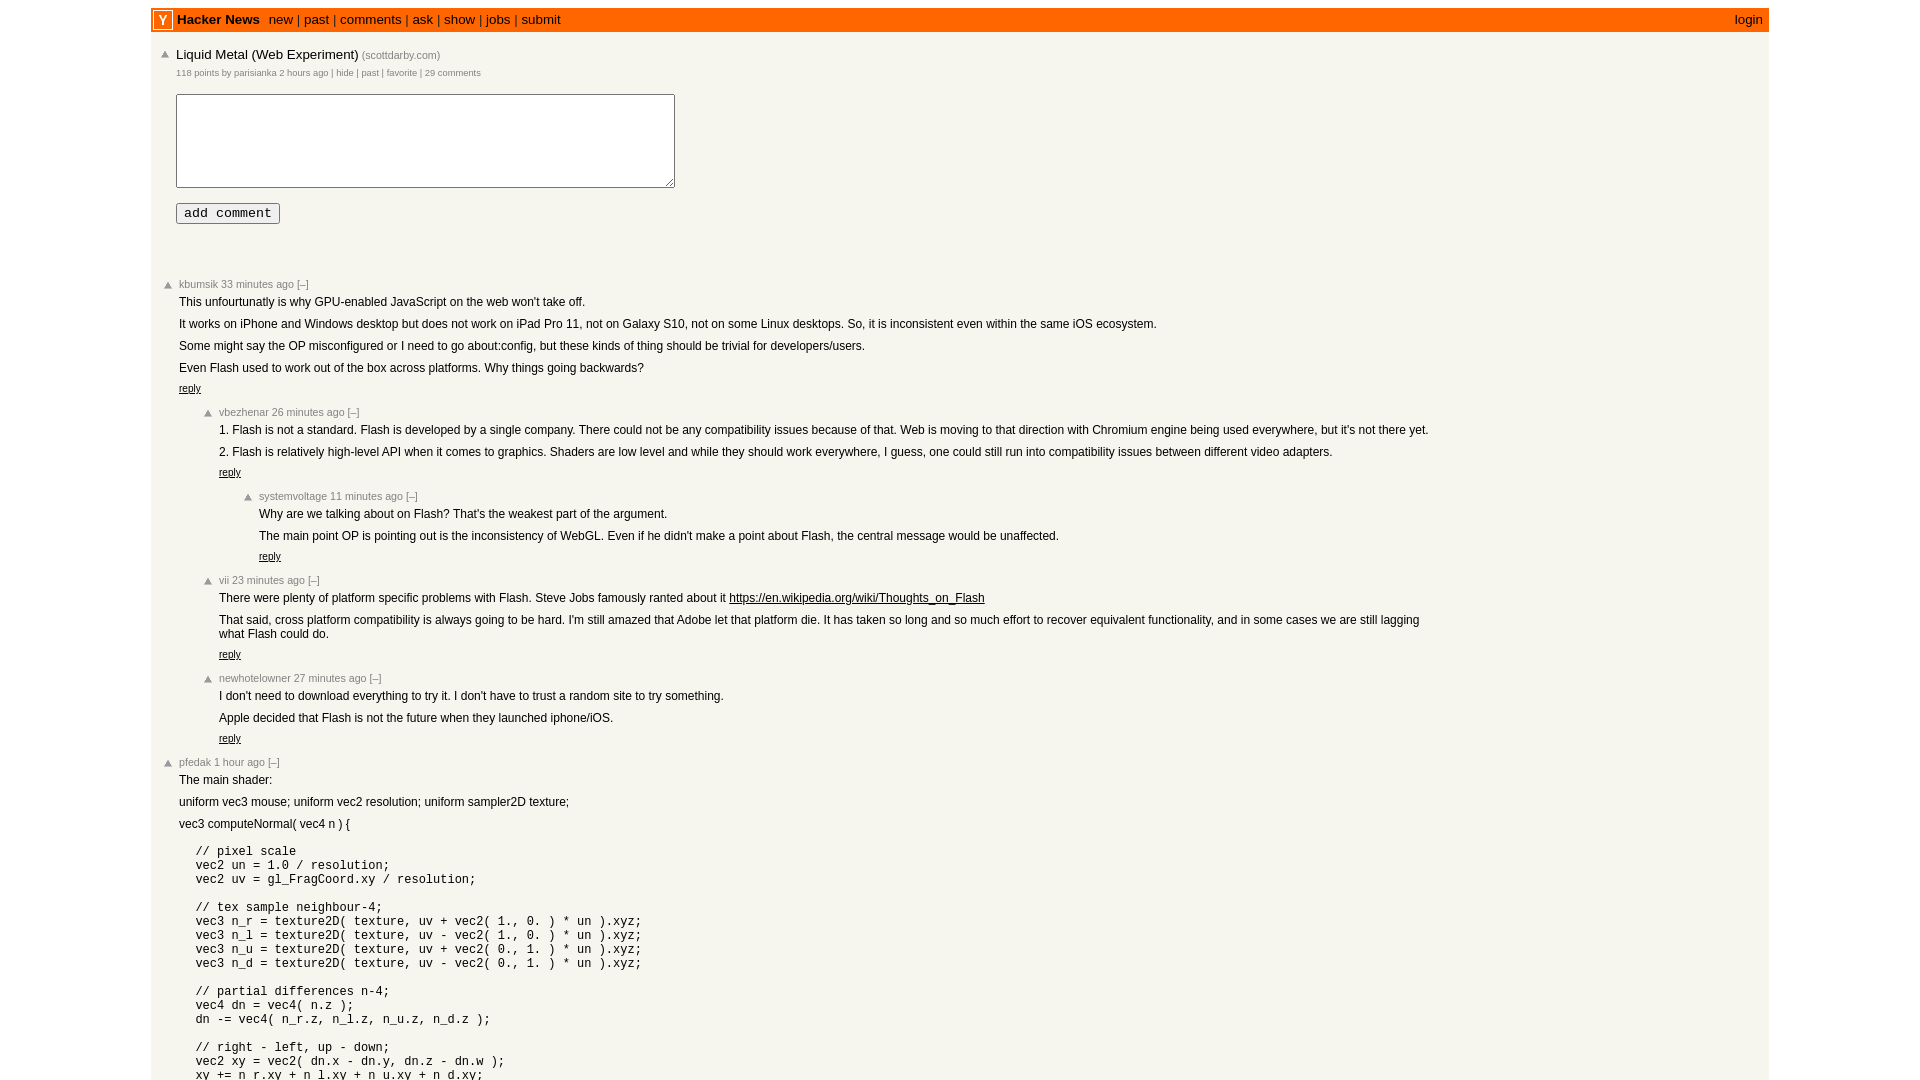 Y Hacker News new | past | comments | ask | show | jobs | submit login
Liquid Metal (Web Experiment) (scottdarby.com)
118 points by parisianka 2 hours ago | hide | past | favorite | 29 comments
add comment
kbumsik 33 minutes ago [–]
This unfourtunatly is why GPU-enabled JavaScript on the web won't take off.
It works on iPhone and Windows desktop but does not work on iPad Pro 11, not on Galaxy S10, not on some Linux desktops. So, it is inconsistent even within the same iOS ecosystem.
Some might say the OP misconfigured or I need to go about:config, but these kinds of thing should be trivial for developers/users.
Even Flash used to work out of the box across platforms. Why things going backwards?
reply
vbezhenar 26 minutes ago [–]
1. Flash is not a standard. Flash is developed by a single company. There could not be any compatibility issues because of that. Web is moving to that direction with Chromium engine being used everywhere, but it's not there yet.
2. Flash is relatively high-level API when it comes to graphics. Shaders are low level and while they should work everywhere, I guess, one could still run into compatibility issues between different video adapters.
reply
systemvoltage 11 minutes ago [–]
Why are we talking about on Flash? That's the weakest part of the argument.
The main point OP is pointing out is the inconsistency of WebGL. Even if he didn't make a point about Flash, the central message would be unaffected.
reply
vii 23 minutes ago [–]
There were plenty of platform specific problems with Flash. Steve Jobs famously ranted about it https://en.wikipedia.org/wiki/Thoughts_on_Flash
That said, cross platform compatibility is always going to be hard. I'm still amazed that Adobe let that platform die. It has taken so long and so much effort to recover equivalent functionality, and in some cases we are still lagging
what Flash could do.
reply
newhotelowner 27 minutes ago [–]
I don't need to download everything to try it. I don't have to trust a random site to try something.
Apple decided that Flash is not the future when they launched iphone/iOS.
reply
pfedak 1 hour ago [–]
The main shader:
uniform vec3 mouse; uniform vec2 resolution; uniform sampler2D texture;
vec3 computeNormal( vec4 n ) {
// pixel scale
vec2 un = 1.0 / resolution;
vec2 uv = gl_FragCoord.xy / resolution;
// tex sample neighbour-4;
vec3 n_r = texture2D( texture, uv + vec2( 1., 0. ) * un ).xyz;
vec3 n_l = texture2D( texture, uv - vec2( 1., 0. ) * un ).xyz;
vec3 n_u = texture2D( texture, uv + vec2( 0., 1. ) * un ).xyz;
vec3 n_d = texture2D( texture, uv - vec2( 0., 1. ) * un ).xyz;
// partial differences n-4;
vec4 dn = vec4( n.z );
dn -= vec4( n_r.z, n_l.z, n_u.z, n_d.z );
// right - left, up - down;
vec2 xy = vec2( dn.x - dn.y, dn.z - dn.w );
xy += n_r.xy + n_l.xy + n_u.xy + n_d.xy;